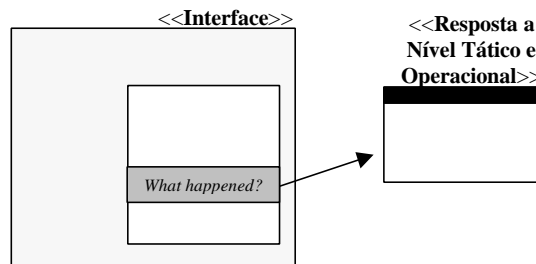 <<Interface>>
<<Resposta a
Nível Tático e
Operacional>>
What happened?